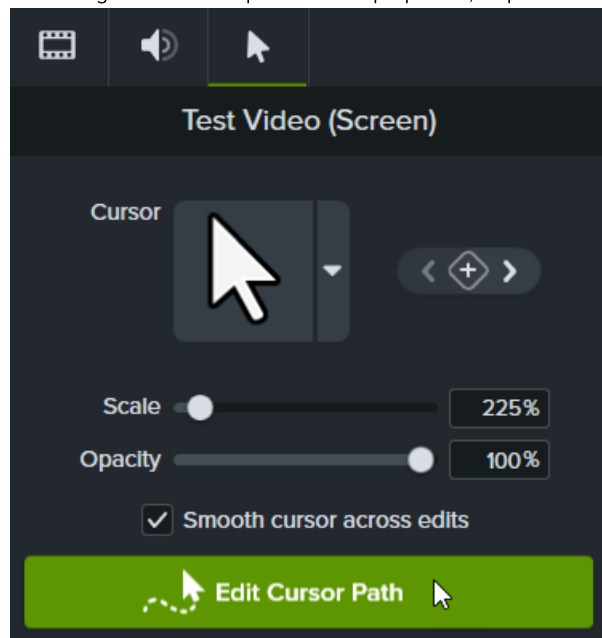 Test Video (Screen)
Cursor
Scale
225%
Opacity
100%
Smooth cursor across edits
Edit Cursor Path